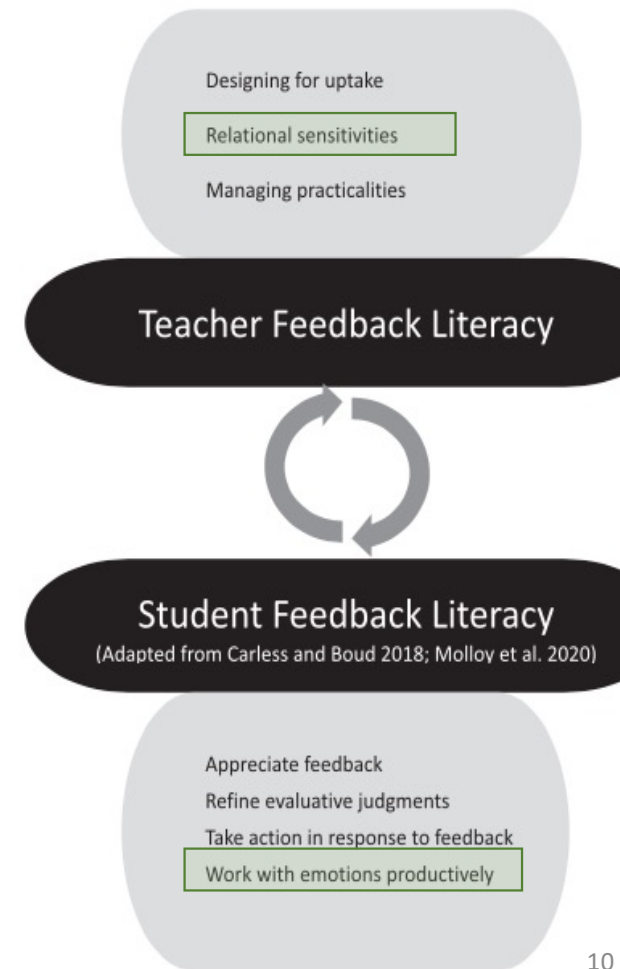 Designing for uptake
Relational sensitivities
Managing practicalities
Teacher Feedback Literacy
Student Feedback Literacy
(Adapted from Carless and Boud 2018; Molloy et al. 2020)
Appreciate feedback
Refine evaluative judgments
Take action in response to feedback
Work with emotions productively
10